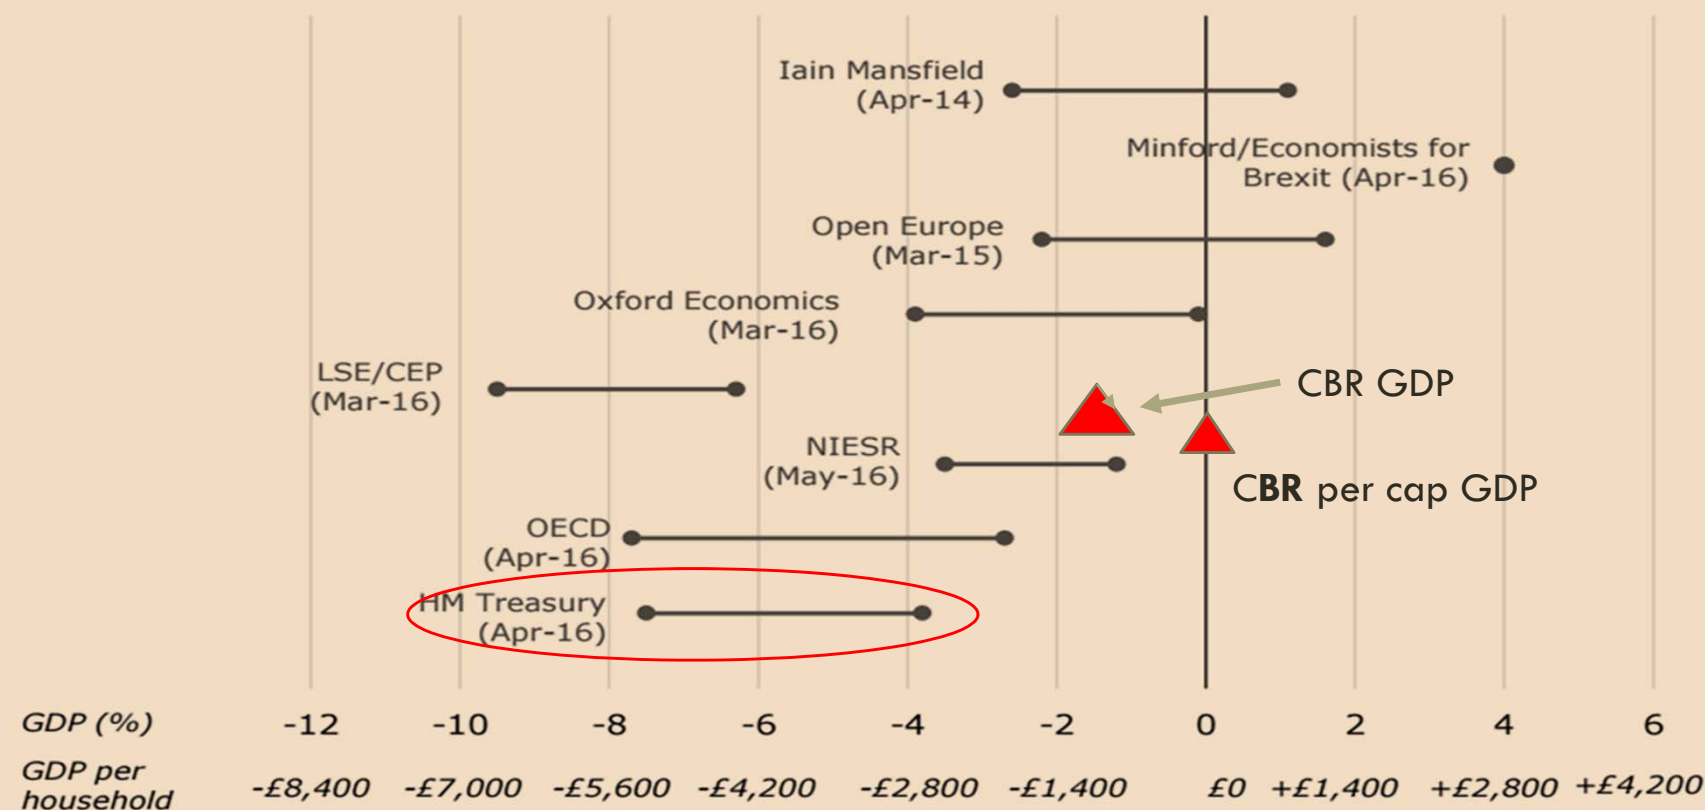 Iain Mansfield
(Apr-14)
Minford/Economists for
Brexit (Apr-16)
Open Europe
(Mar-15)
Oxford Economics
(Mar-16)
LSE/CEP
(Mar-16)
CBR GDP
NIESR
(May-16)
CBR per cap GDP
OECD
(Apr-16)
HM Treasury
(Apr-16)
GDP (%) -12 -10 -8 -6 -4 -2 0 2 4 6
GDP per
household -£8,400 -£7,000 -£5,600 -£4,200 -£2,800 -£1,400 £0 +£1,400 +£2,800 +£4,200